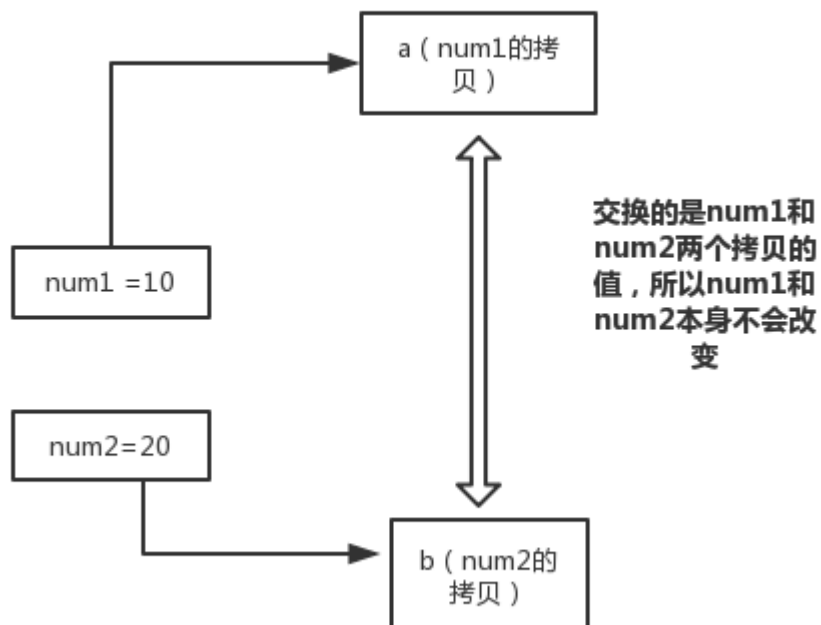 a（num1的拷
贝）
交换的是num1和
num2两个拷贝的
值，所以num1和
num2本身不会改
变
num1 =10
num2=20
b（num2的
拷贝）